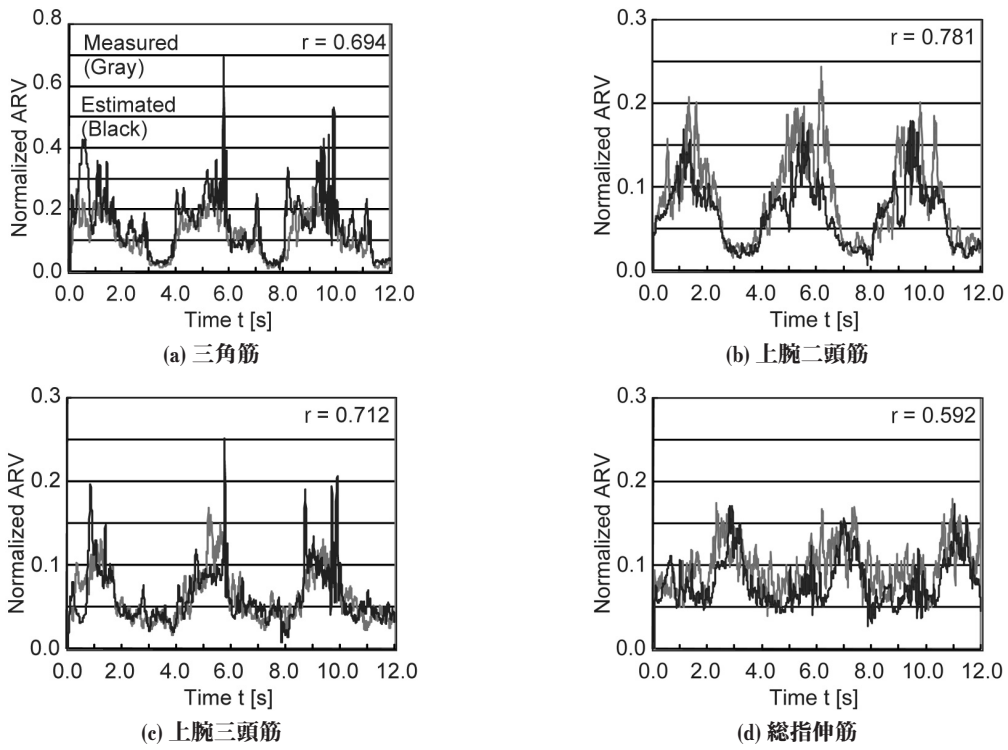 0.8
0.6
0.4
0.2
0.0
Normalized ARV
Measured
(Gray)
r = 0.694
Estimated
(Black)
0.0 2.0 4.0 6.0 8.0 10.0 12.0
Time t [s]
(a) 三角筋
0.3
0.2
0.1
0.0
Normalized ARV
r = 0.781
0.0 2.0 4.0 6.0 8.0 10.0 12.0
Time t [s]
(b) 上腕二頭筋
0.3
0.2
0.1
0.0
Normalized ARV
r = 0.712
0.0 2.0 4.0 6.0 8.0 10.0 12.0
Time t [s]
(c) 上腕三頭筋
0.3
0.2
0.1
0.0
Normalized ARV
r = 0.592
0.0 2.0 4.0 6.0 8.0 10.0 12.0
Time t [s]
(d) 総指伸筋